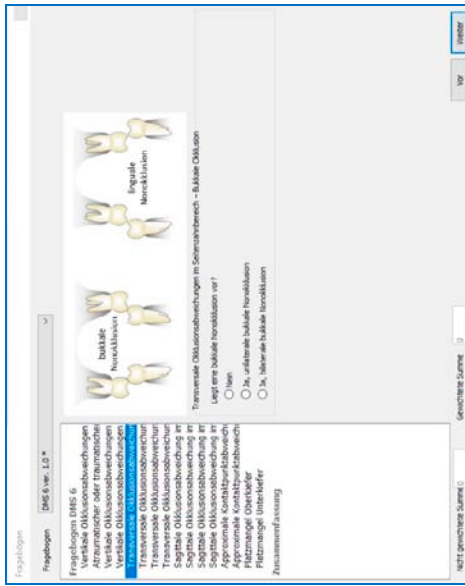 Fragebögen
Fragebogen DMS 6 ver. 1.0 *
Fragebogen DMS 6
Vertikale Okklusionsabweichungen
Atraumatischer oder traumatischer
Vertikale Okklusionsabweichungen
Vertikale Okklusionsabweichungen
Transversale Okklusionsabweichun
Transversale Okklusionsabweichun
Transversale Okklusionsabweichun
Transversale Okklusionsabweichun
Sagittale Okklusionsabweichung im
Sagittale Okklusionsabweichung im
Sagittale Okklusionsabweichung im
Sagittale Okklusionsabweichung im
Approximale Kontaktpunktabweichu
Approximale Kontaktpunktabweichu
Platzmangel Oberkiefer
Platzmangel Unterkiefer
Zusammenfassung
bukkale
Nonokklusion
linguale
Nonokklusion
Transversale Okklusionsabweichungen im Seitenzahnbereich – Bukkale Okklusion
Liegt eine bukkale Nonokklusion vor?
Nein
Ja, unilaterale bukkale Nonokklusion
Ja, bilaterale bukkale Nonokklusion
Nicht gewichtete Summe 0
Gewichtete Summe 0
Vor
Weiter